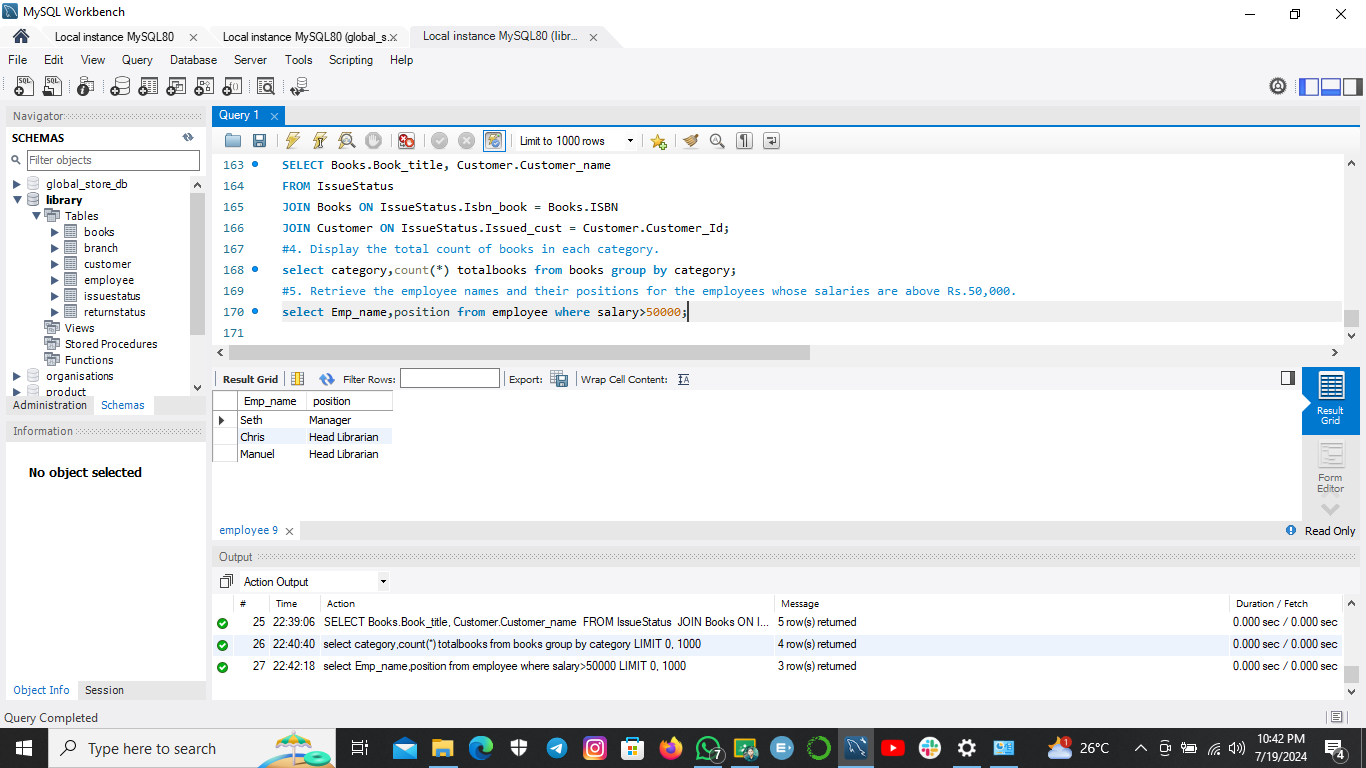 MySQL Workbench
Local instance MySQL80
Local instance MySQL80 (global_s...
Local instance MySQL80 (libr...
File Edit View Query Database Server Tools Scripting Help
Navigator
SCHEMAS
Filter objects
global_store_db
library
Tables
books
branch
customer
employee
issuestatus
returnstatus
Views
Stored Procedures
Functions
organisations
product
Administration Schemas
Information
No object selected
Object Info Session
Query 1
Limit to 1000 rows
163 SELECT Books.Book_title, Customer.Customer_name
164 FROM IssueStatus
165 JOIN Books ON IssueStatus.Isbn_book = Books.ISBN
166 JOIN Customer ON IssueStatus.Issued_cust = Customer.Customer_Id;
167 #4. Display the total count of books in each category.
168 select category,count(*) totalbooks from books group by category;
169 #5. Retrieve the employee names and their positions for the employees whose salaries are above Rs.50,000.
170 select Emp_name,position from employee where salary>50000;
171
Result Grid Filter Rows: Export: Wrap Cell Content:
Emp_name position
Seth Manager
Chris Head Librarian
Manuel Head Librarian
Result Grid
Form Editor
employee 9
Read Only
Output
Action Output
# Time Action Message Duration / Fetch
25 22:39:06 SELECT Books.Book_title, Customer.Customer_name FROM IssueStatus JOIN Books ON I... 5 row(s) returned 0.000 sec / 0.000 sec
26 22:40:40 select category,count(*) totalbooks from books group by category LIMIT 0, 1000 4 row(s) returned 0.000 sec / 0.000 sec
27 22:42:18 select Emp_name,position from employee where salary>50000 LIMIT 0, 1000 3 row(s) returned 0.000 sec / 0.000 sec
Query Completed
Type here to search
26°C
10:42 PM
7/19/2024